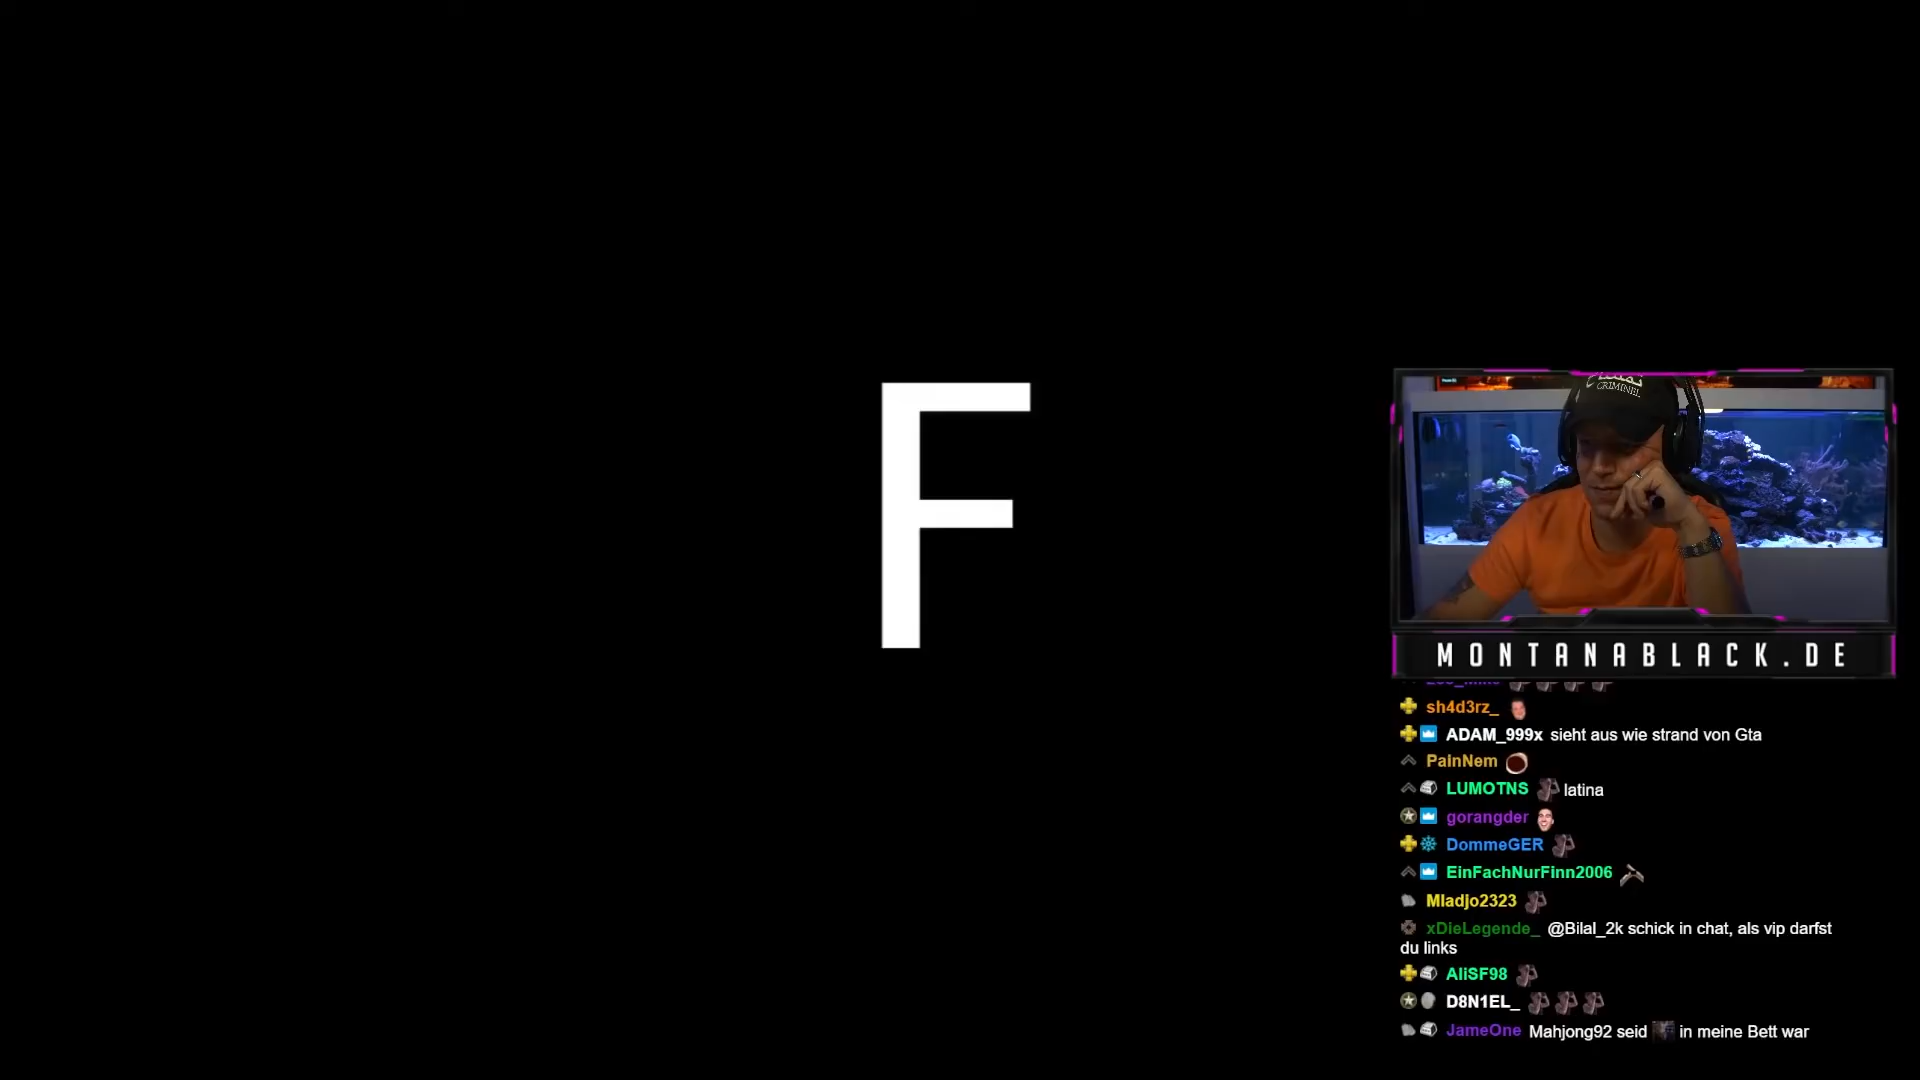 F
CRIMINEL
MONTANABLACK.DE
sh4d3rz_
ADAM_999x sieht aus wie strand von Gta
PainNem
LUMOTNS latina
gorangder
DommeGER
EinFachNurFinn2006
Mladjo2323
xDieLegende_ @Bilal_2k schick in chat, als vip darfst
du links
AliSF98
D8N1EL_
JameOne Mahjong92 seid in meine Bett war